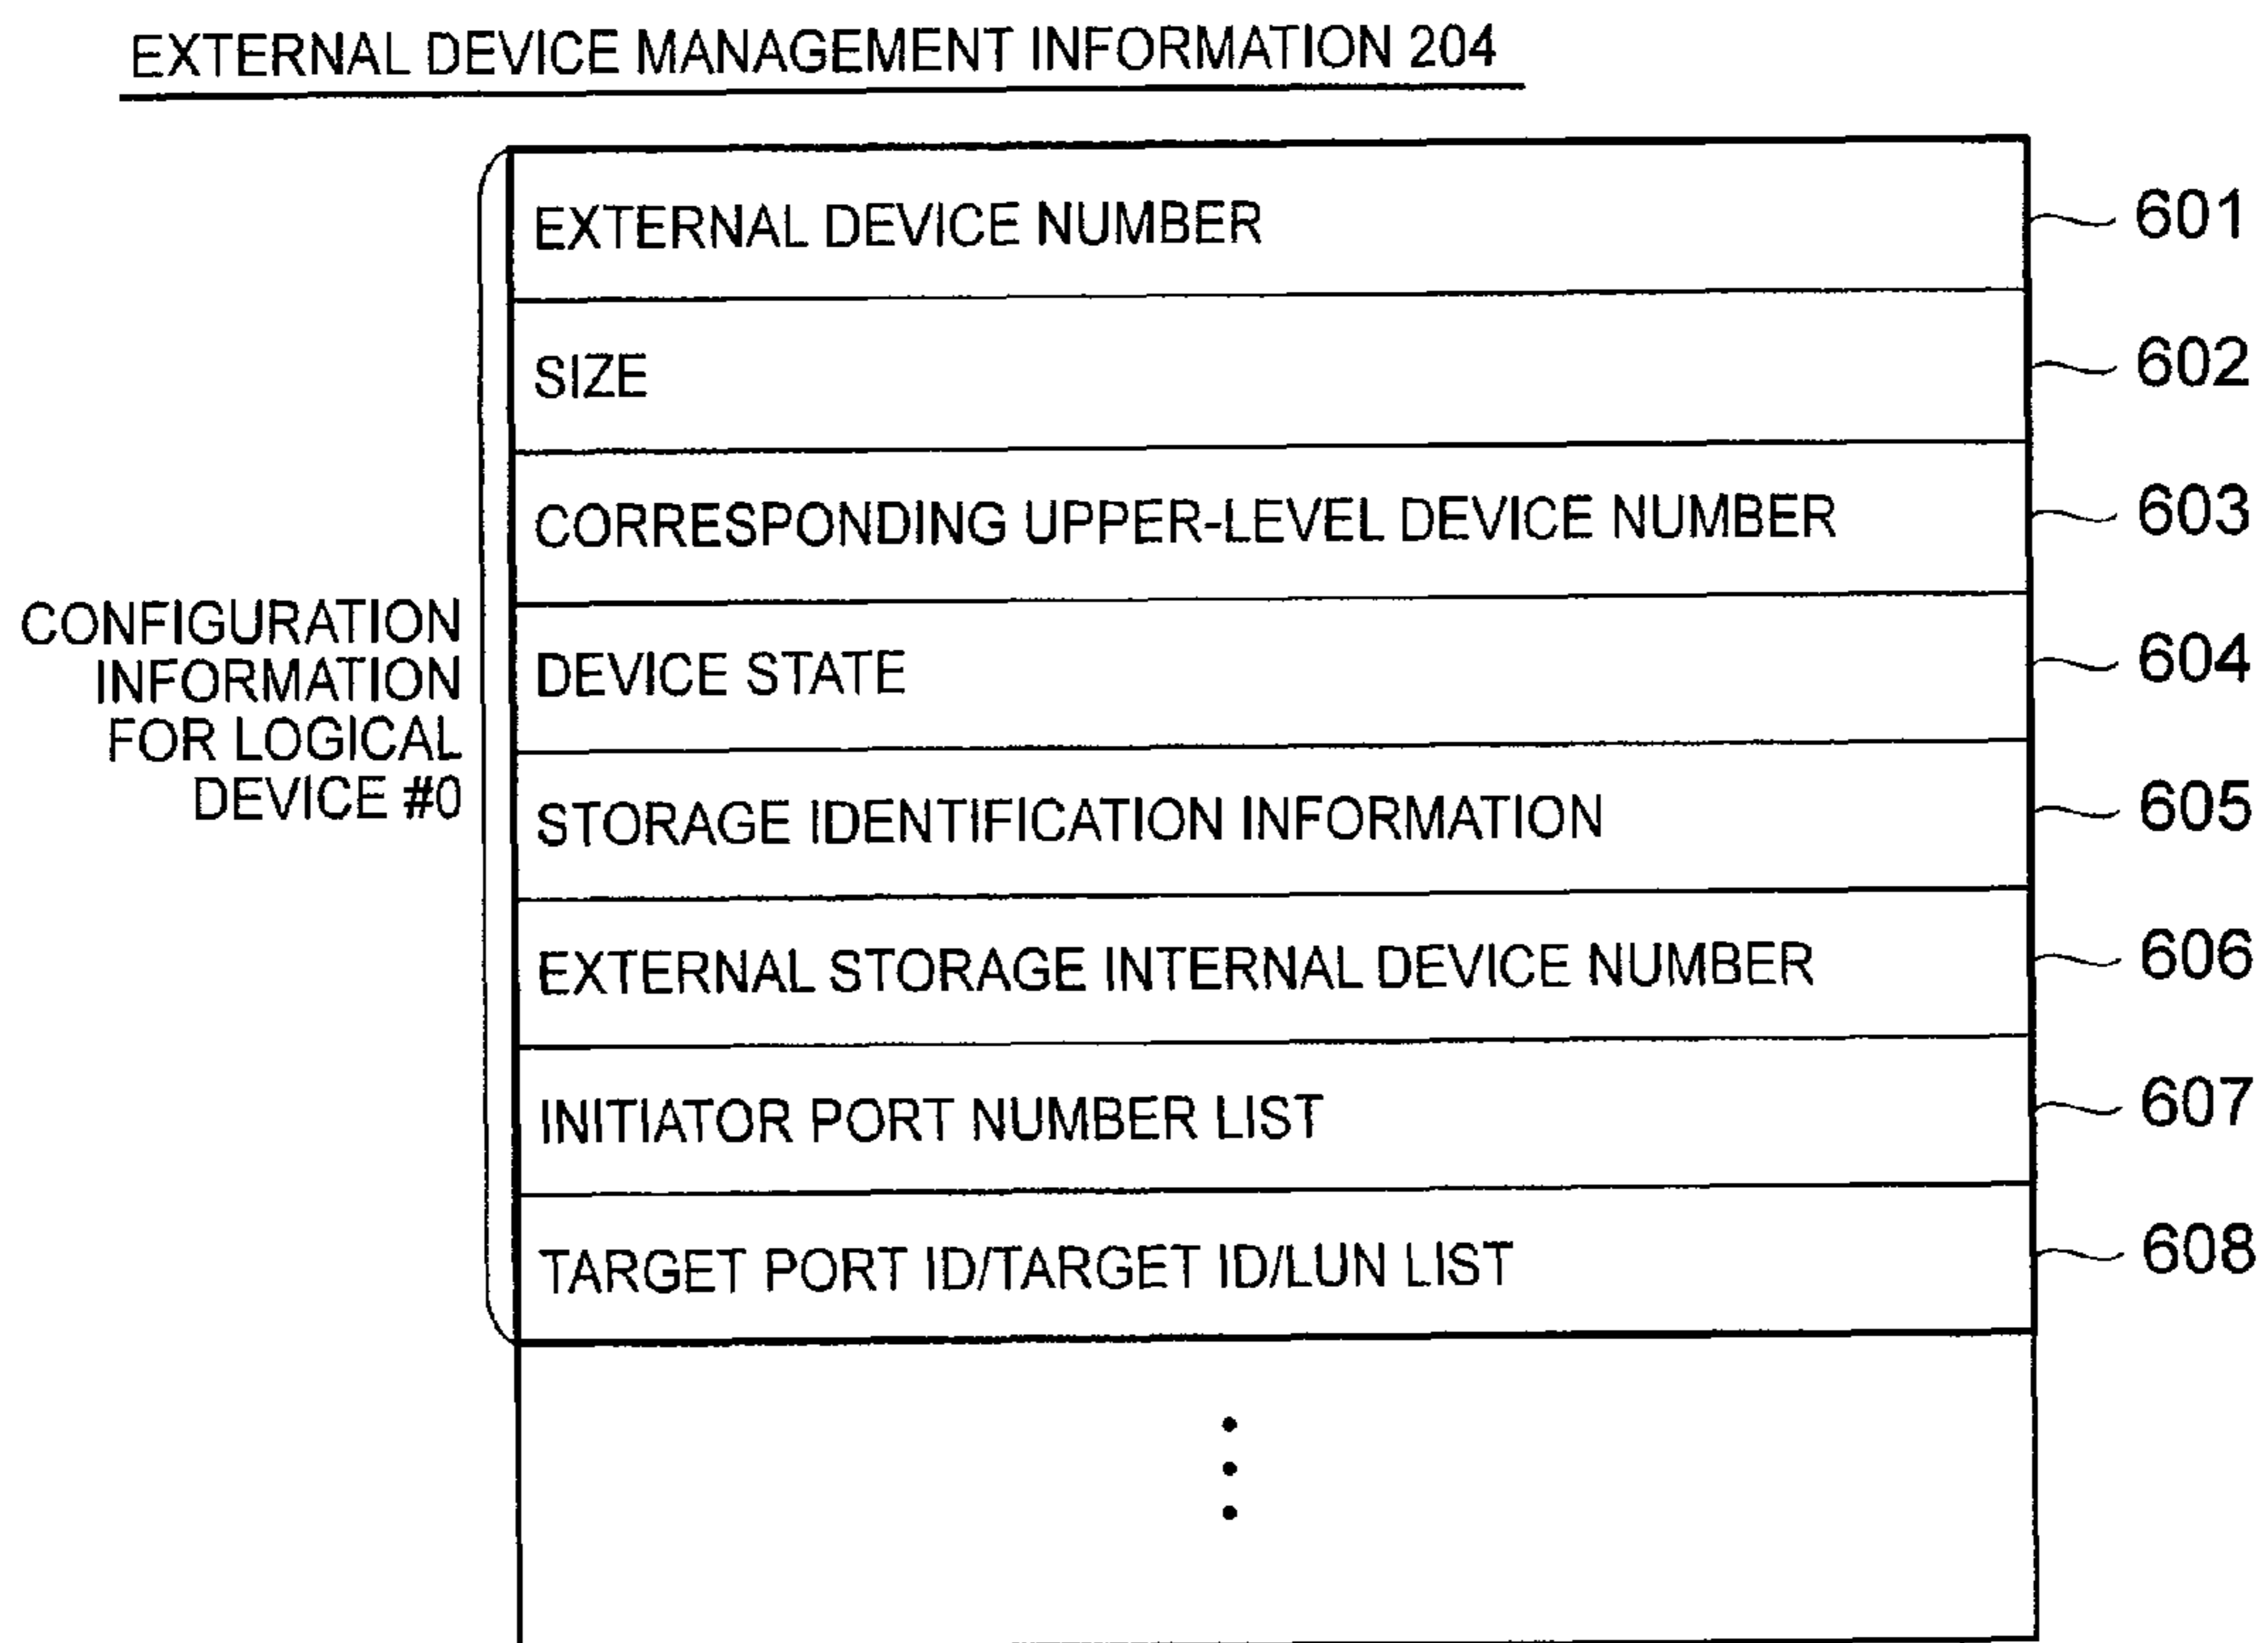 EXTERNAL DEVICE MANAGEMENT INFORMATION 204
EXTERNAL DEVICE NUMBER 601
SIZE 602
CORRESPONDING UPPER-LEVEL DEVICE NUMBER 603
CONFIGURATION
INFORMATION
FOR LOGICAL
DEVICE #0
DEVICE STATE 604
STORAGE IDENTIFICATION INFORMATION 605
EXTERNAL STORAGE INTERNAL DEVICE NUMBER 606
INITIATOR PORT NUMBER LIST 607
TARGET PORT ID/TARGET ID/LUN LIST 608